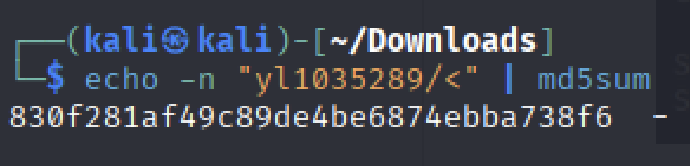 ┌──(kali㉿kali)-[~/Downloads]
└─$ echo -n "yl1035289/<" | md5sum
830f281af49c89de4be6874ebba738f6  -